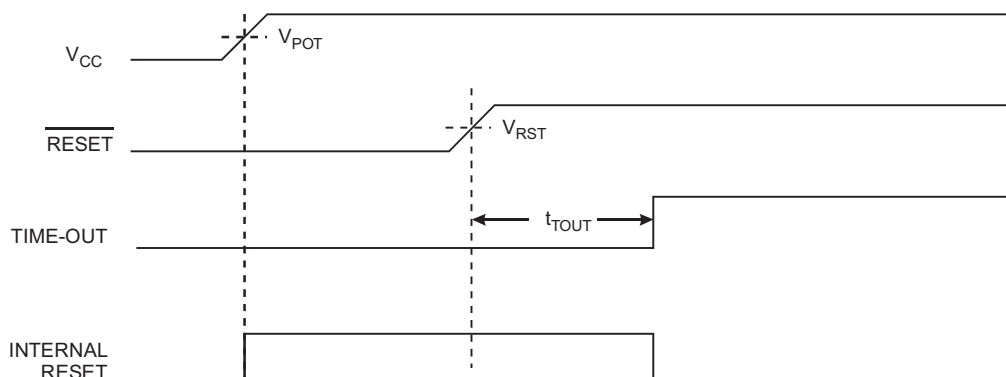 V_POT
V_CC
RESET
V_RST
t_TOUT
TIME-OUT
INTERNAL
RESET